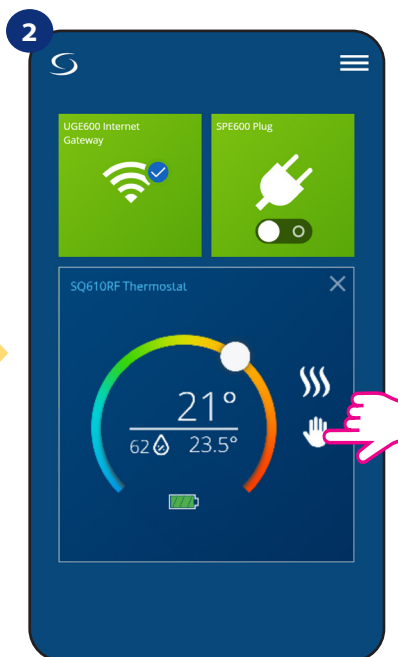 2
UGE600 Internet
Gateway
SPE600 Plug
SQ610RF Thermostat
21°
62 23.5°